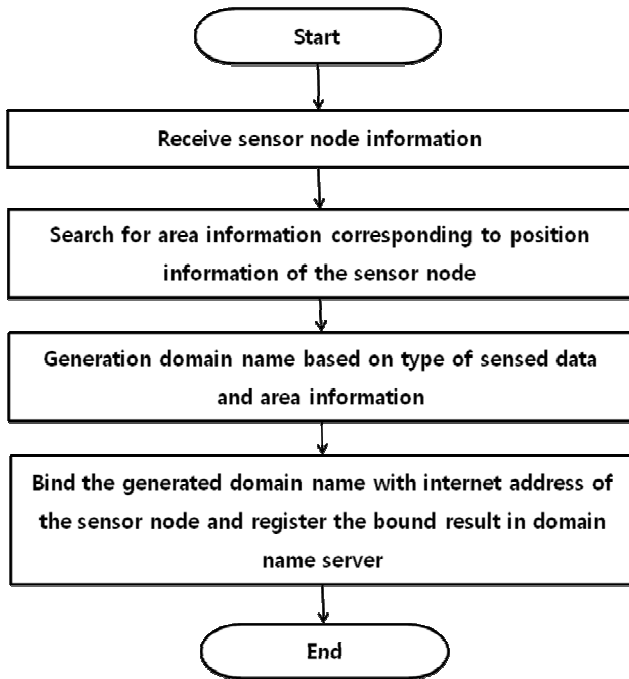 Start
Receive sensor node information
Search for area information corresponding to position
information of the sensor node
Generation domain name based on type of sensed data
and area information
Bind the generated domain name with internet address of
the sensor node and register the bound result in domain
name server
End